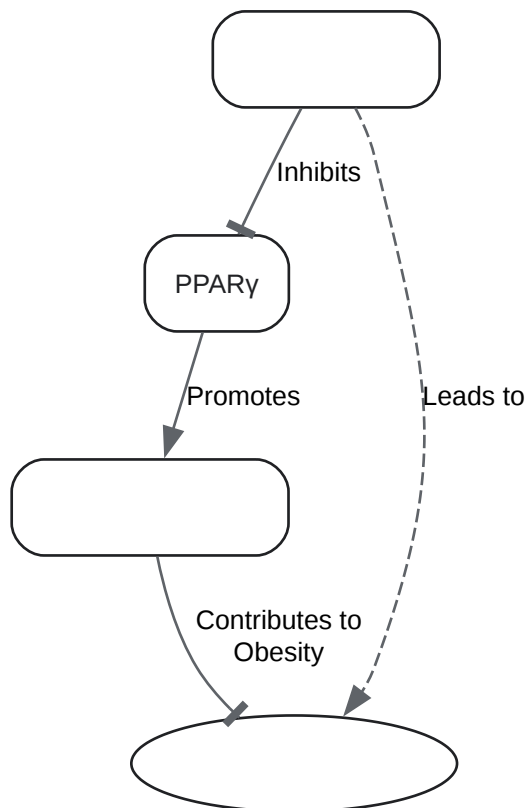 Inhibits
PPARγ
Promotes
Leads to
Contributes to
Obesity